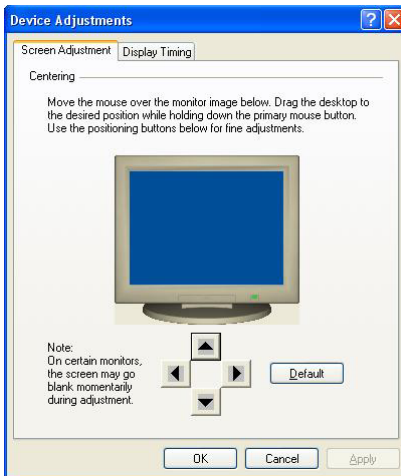 Device Adjustments
Screen Adjustment Display Timing
Centering
Move the mouse over the monitor image below. Drag the desktop to
the desired position while holding down the primary mouse button.
Use the positioning buttons below for fine adjustments.
Note:
On certain monitors,
the screen may go
blank momentarily
during adjustment.
Default
OK Cancel Apply